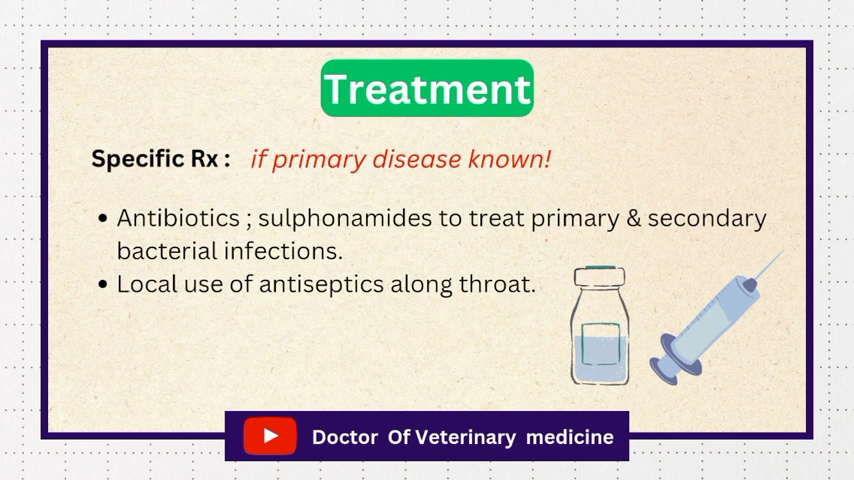 Treatment
Specific Rx : if primary disease known!
• Antibiotics ; sulphonamides to treat primary & secondary
bacterial infections.
• Local use of antiseptics along throat.
Doctor Of Veterinary medicine